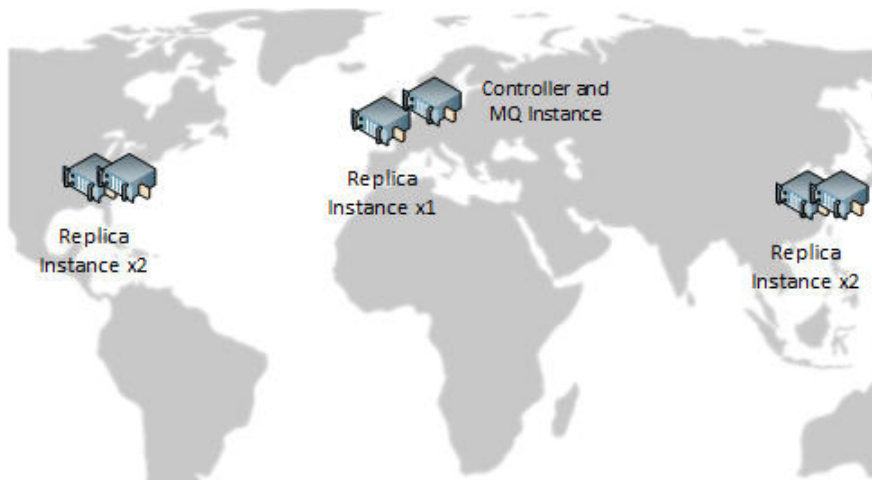 Controller and
MQ Instance
Replica
Instance x1
Replica
Instance x2
Replica
Instance x2